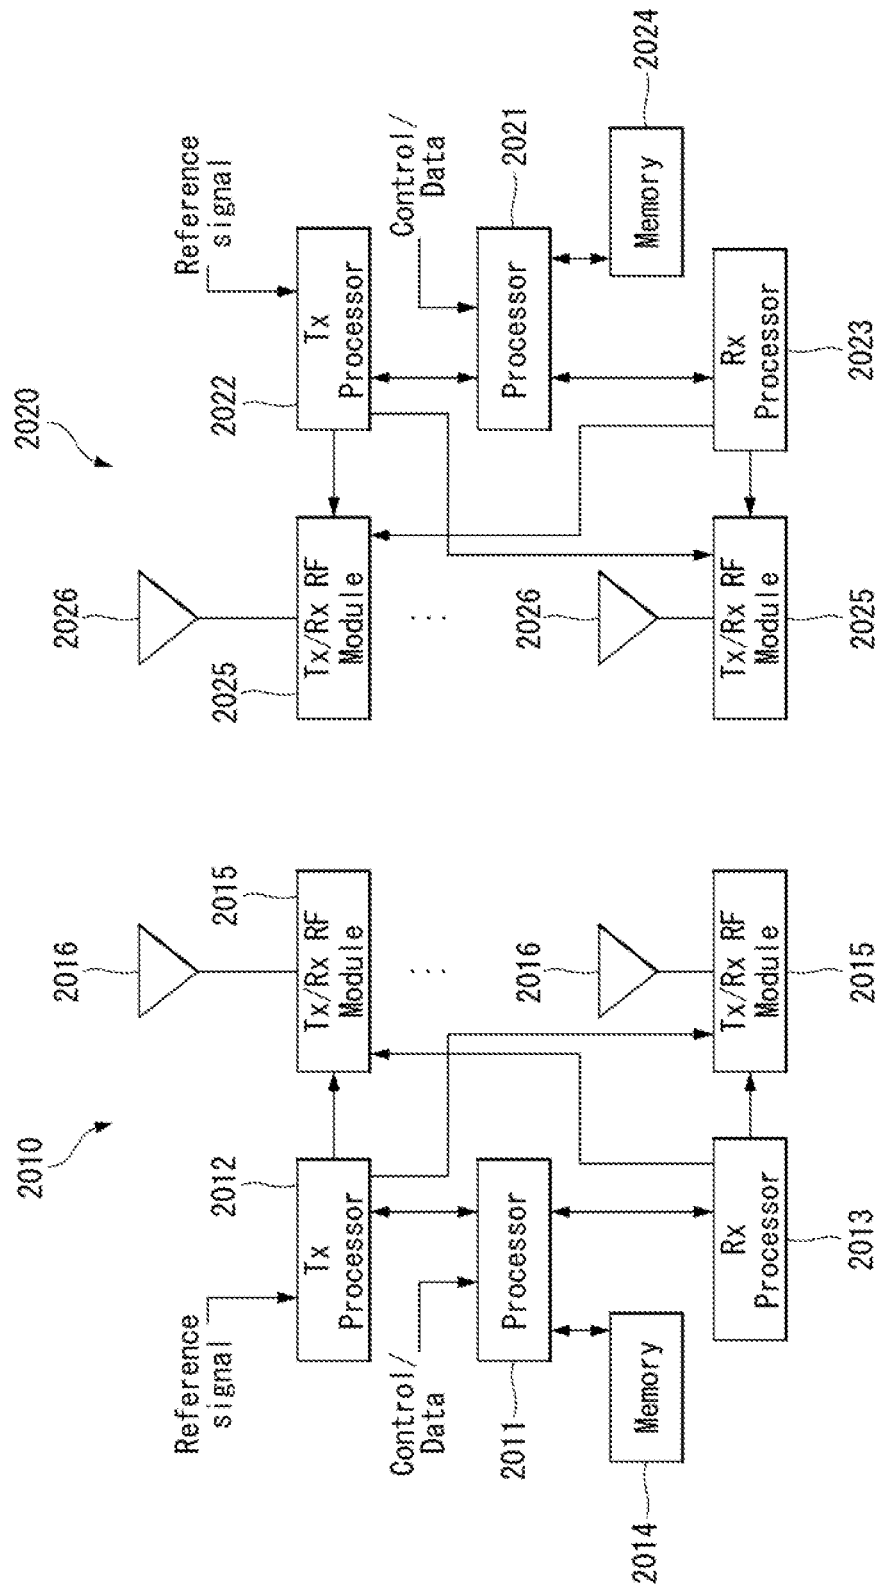 2010
2020
Reference
signal
2012
Tx
Processor
2016
2015
Tx/Rx RF
Module
Control/
Data
2011
Processor
. . .
2014
Memory
2016
Rx
Processor
2013
Tx/Rx RF
Module
2015
2026
2025
Tx/Rx RF
Module
2022
Tx
Processor
Reference
signal
. . .
Control/
Data
2021
Processor
2026
2024
Memory
Tx/Rx RF
Module
2025
Rx
Processor
2023